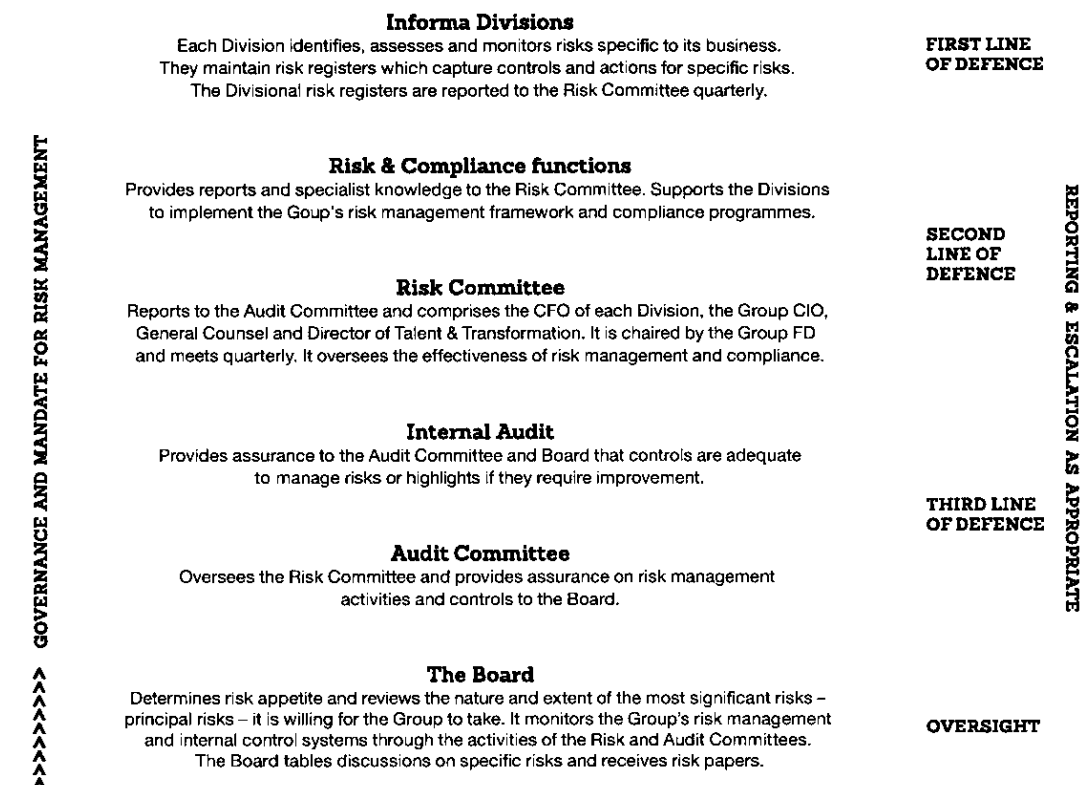 Informa Divisions
Each Division identifies, assesses and monitors risks specific to its business.
They maintain risk registers which capture controls and actions for specific risks.
The Divisional risk registers are reported to the Risk Committee quarterly.
FIRST LINE
OF DEFENCE
Risk & Compliance functions
Provides reports and specialist knowledge to the Risk Committee. Supports the Divisions
to implement the Goup's risk management framework and compliance programmes.
SECOND
LINE OF
DEFENCE
Risk Committee
Reports to the Audit Committee and comprises the CFO of each Division, the Group CIO,
General Counsel and Director of Talent & Transformation. It is chaired by the Group FD
and meets quarterly. It oversees the effectiveness of risk management and compliance.
Internal Audit
Provides assurance to the Audit Committee and Board that controls are adequate
to manage risks or highlights if they require improvement.
THIRD LINE
OF DEFENCE
Audit Committee
Oversees the Risk Committee and provides assurance on risk management
activities and controls to the Board.
The Board
Determines risk appetite and reviews the nature and extent of the most significant risks –
principal risks – it is willing for the Group to take. It monitors the Group's risk management
and internal control systems through the activities of the Risk and Audit Committees.
The Board tables discussions on specific risks and receives risk papers.
OVERSIGHT
>>>>>>>>> GOVERNANCE AND MANDATE FOR RISK MANAGEMENT
REPORTING & ESCALATION AS APPROPRIATE